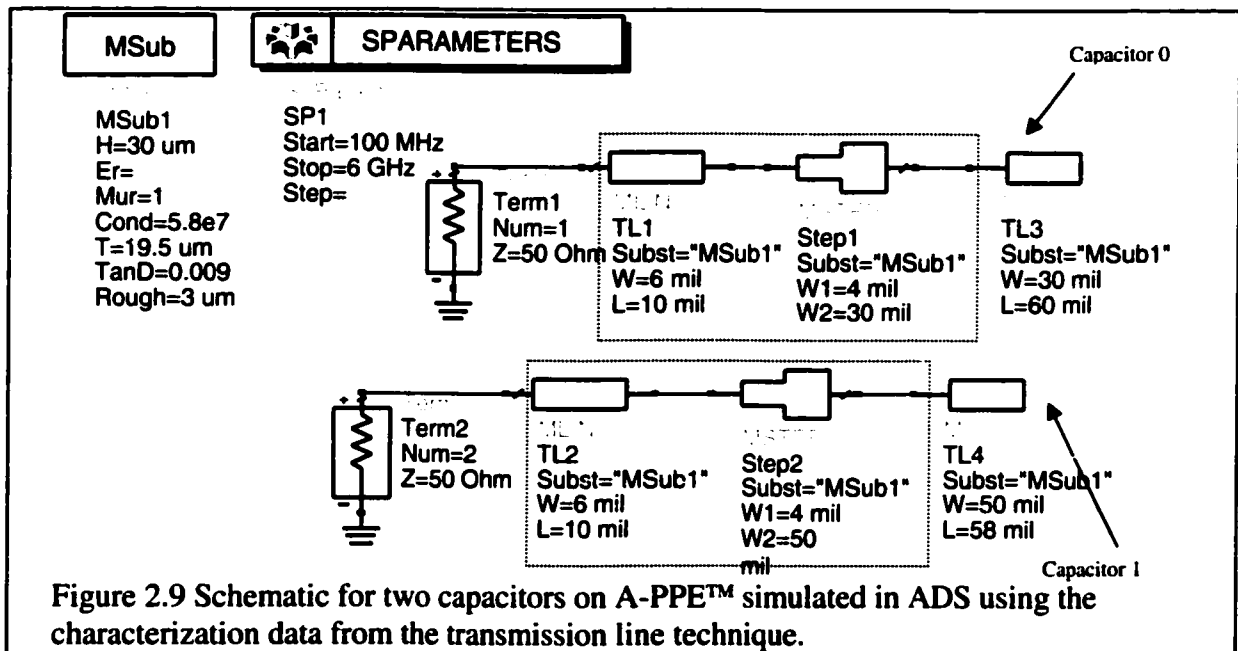 MSub
SPARAMETERS
Capacitor 0
MSub1
H=30 um
Er=
Mur=1
Cond=5.8e7
T=19.5 um
TanD=0.009
Rough=3 um
SP1
Start=100 MHz
Stop=6 GHz
Step=
Term1
Num=1
Z=50 Ohm
TL1
Subst="MSub1"
W=6 mil
L=10 mil
Step1
Subst="MSub1"
W1=4 mil
W2=30 mil
TL3
Subst="MSub1"
W=30 mil
L=60 mil
Term2
Num=2
Z=50 Ohm
TL2
Subst="MSub1"
W=6 mil
L=10 mil
Step2
Subst="MSub1"
W1=4 mil
W2=50
mil
TL4
Subst="MSub1"
W=50 mil
L=58 mil
Capacitor 1
Figure 2.9 Schematic for two capacitors on A-PPE™ simulated in ADS using the
characterization data from the transmission line technique.